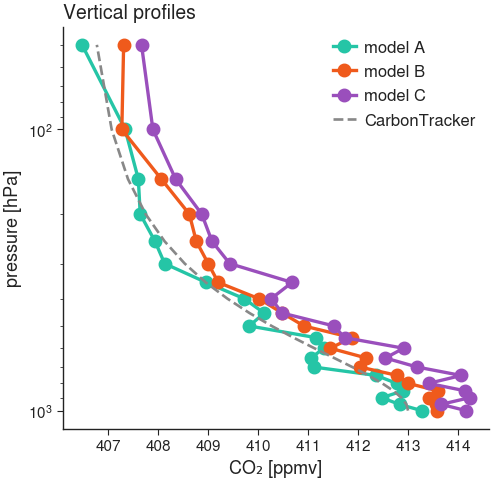 Vertical profiles
model A
model B
model C
CarbonTracker
10²
10³
pressure [hPa]
407 408 409 410 411 412 413 414
CO₂ [ppmv]